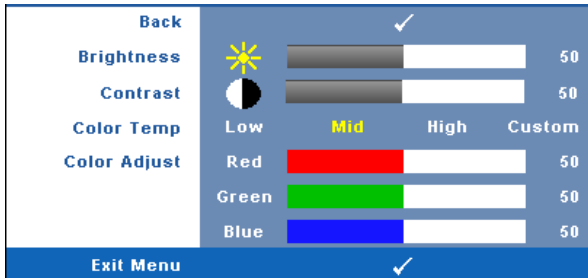 Back
Brightness 50
Contrast 50
Color Temp Low Mid High Custom
Color Adjust Red 50
Green 50
Blue 50
Exit Menu